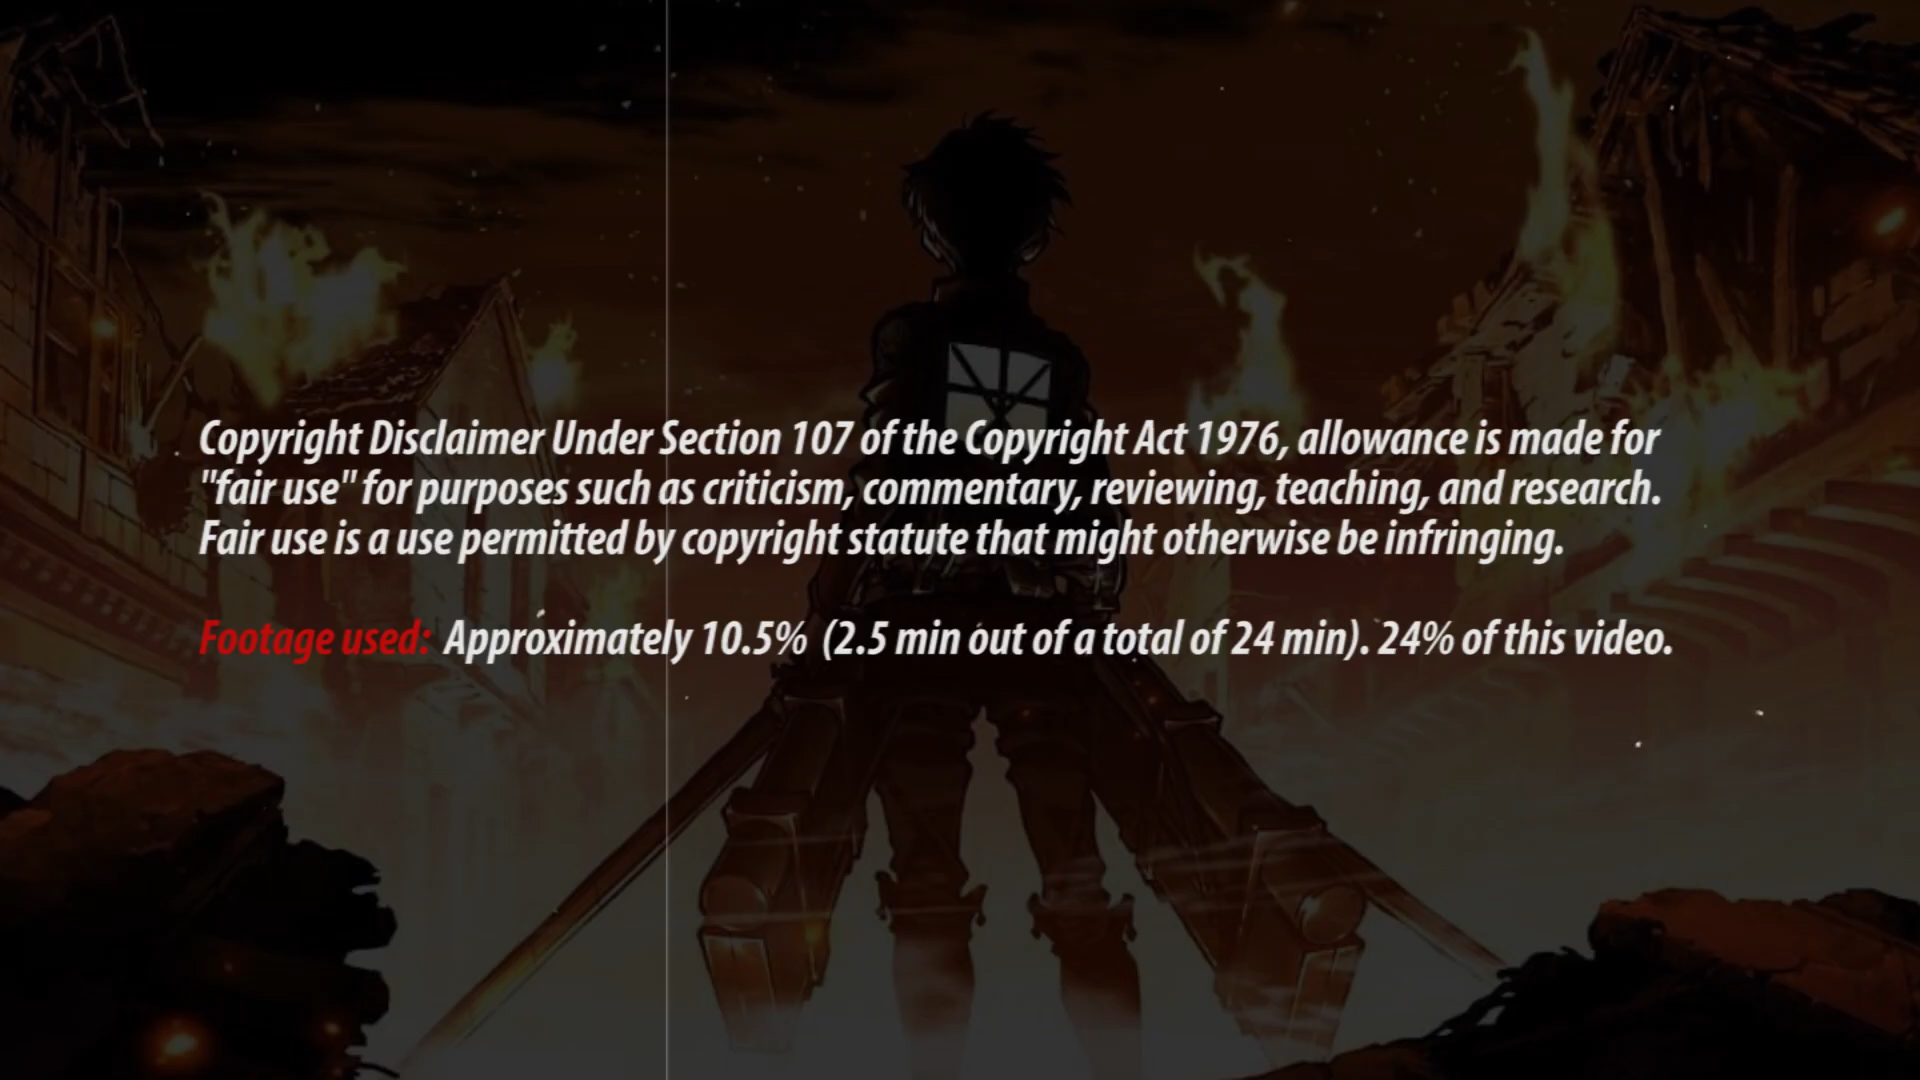 Copyright Disclaimer Under Section 107 of the Copyright Act 1976, allowance is made for
"fair use" for purposes such as criticism, commentary, reviewing, teaching, and research.
Fair use is a use permitted by copyright statute that might otherwise be infringing.
Footage used: Approximately 10.5% (2.5 min out of a total of 24 min). 24% of this video.